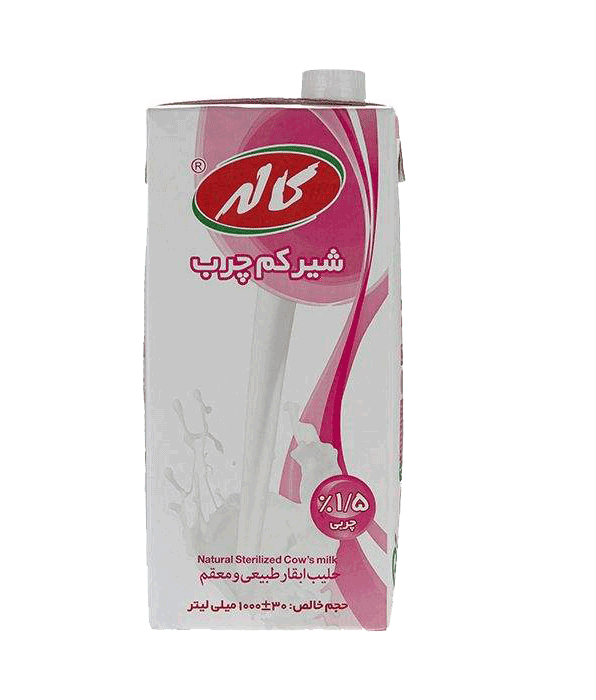 ®
کاله
شیر کم چرب
٪۱/۵
چربی
Natural Sterilized Cow's milk
حلیب ابقار طبیعی و معقم
حجم خالص: ۳۰±۱۰۰۰ میلی لیتر